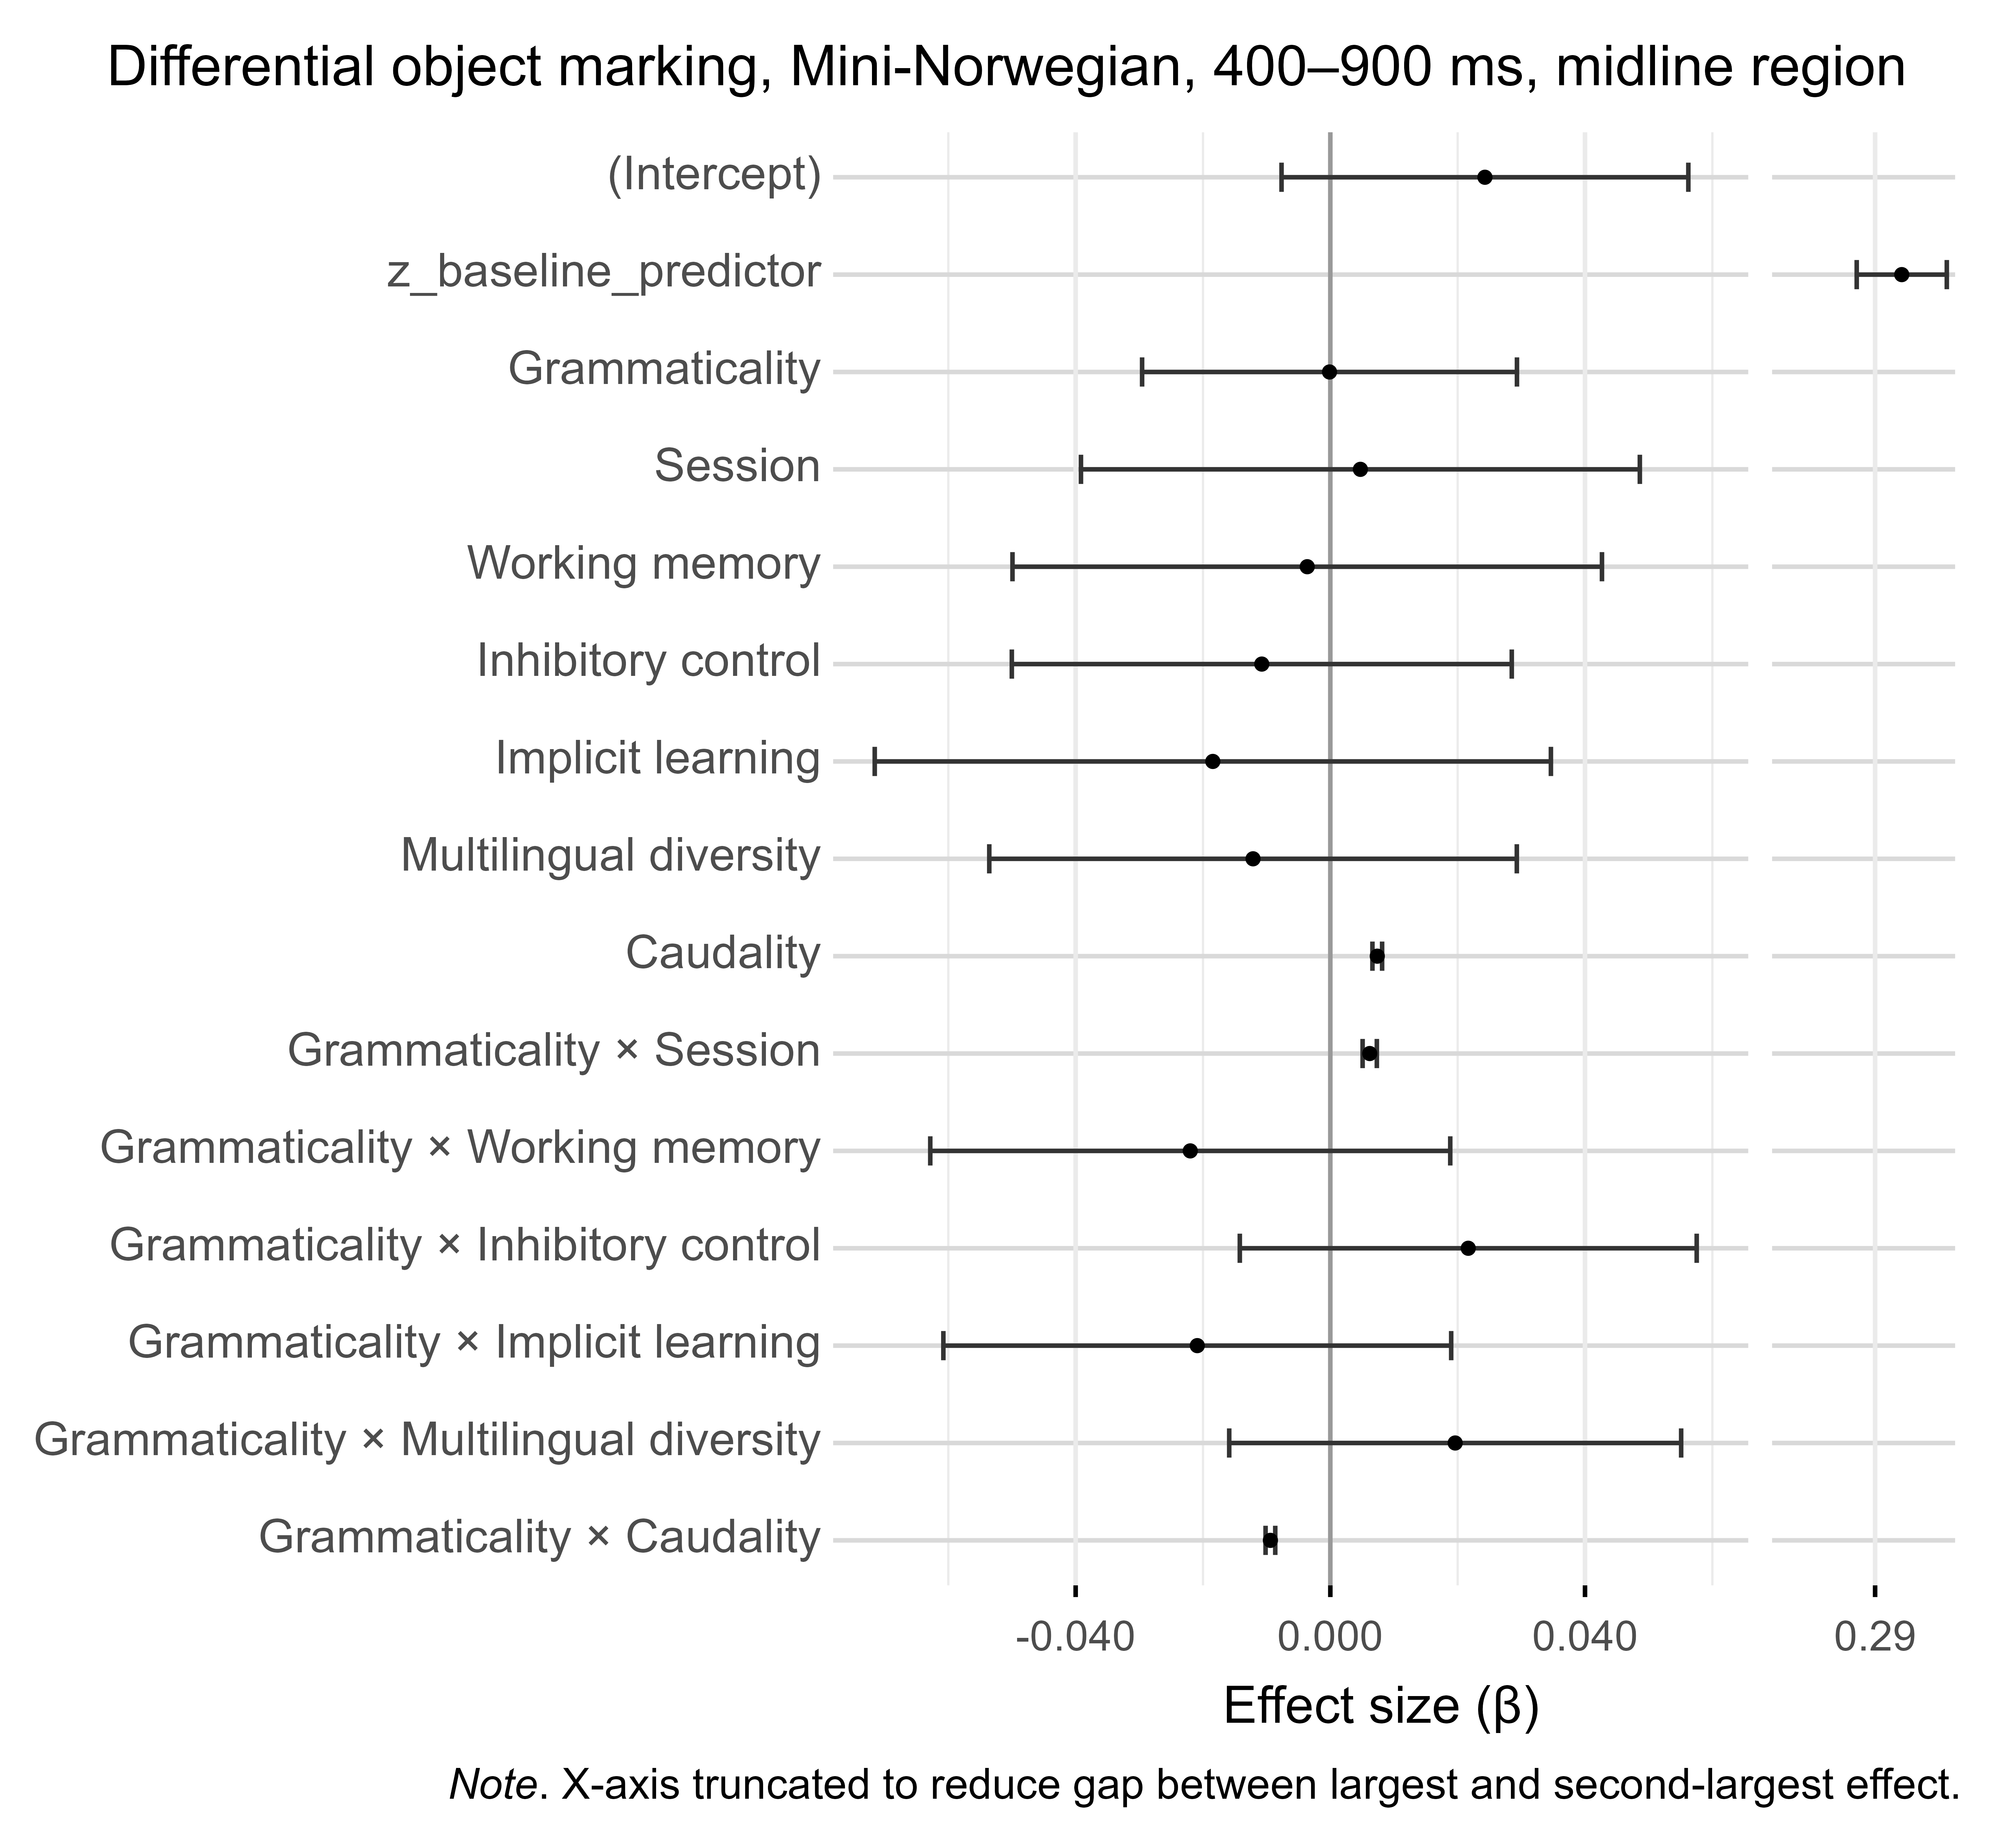 Differential object marking, Mini-Norwegian, 400–900 ms, midline region
(Intercept)
z_baseline_predictor
Grammaticality
Session
Working memory
Inhibitory control
Implicit learning
Multilingual diversity
Caudality
Grammaticality × Session
Grammaticality × Working memory
Grammaticality × Inhibitory control
Grammaticality × Implicit learning
Grammaticality × Multilingual diversity
Grammaticality × Caudality
-0.040 0.000 0.040 0.29
Effect size (β)
Note. X-axis truncated to reduce gap between largest and second-largest effect.